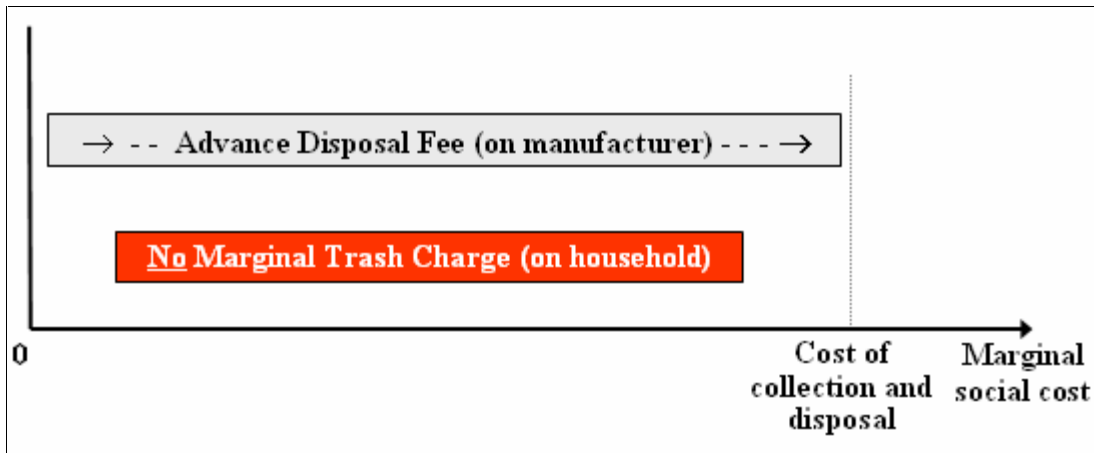 → - - Advance Disposal Fee (on manufacturer) - - - →
No Marginal Trash Charge (on household)
0
Cost of
collection and
disposal
Marginal
social cost